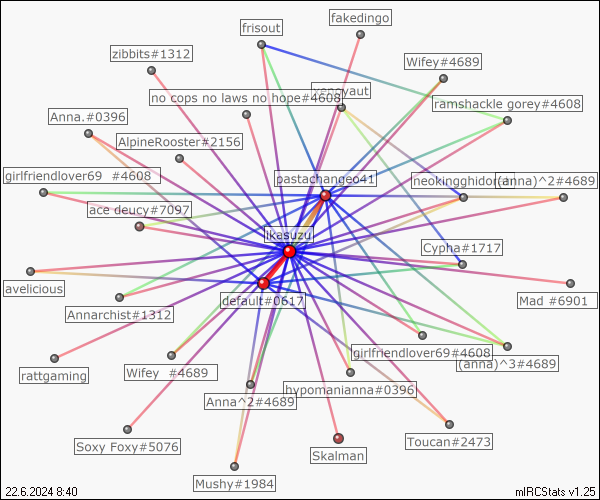 fakedingo
frisout
zibbits#1312
Wifey#4689
no cops no laws no hope#4608
ramshackle gorey#4608
Anna.#0396
AlpineRooster#2156
girlfriendlover69 #4608
pastachangeo41
(anna)^2#4689
ace deucy#7097
ikasuzu
Cypha#1717
avelicious
default#0617
Mad #6901
Annarchist#1312
girlfriendlover69#4608
(anna)^3#4689
rattgaming
Wifey #4689
hypomanianna#0396
Anna^2#4689
Toucan#2473
Soxy Foxy#5076
Skalman
Mushy#1984
22.6.2024 8:40
mIRCStats v1.25